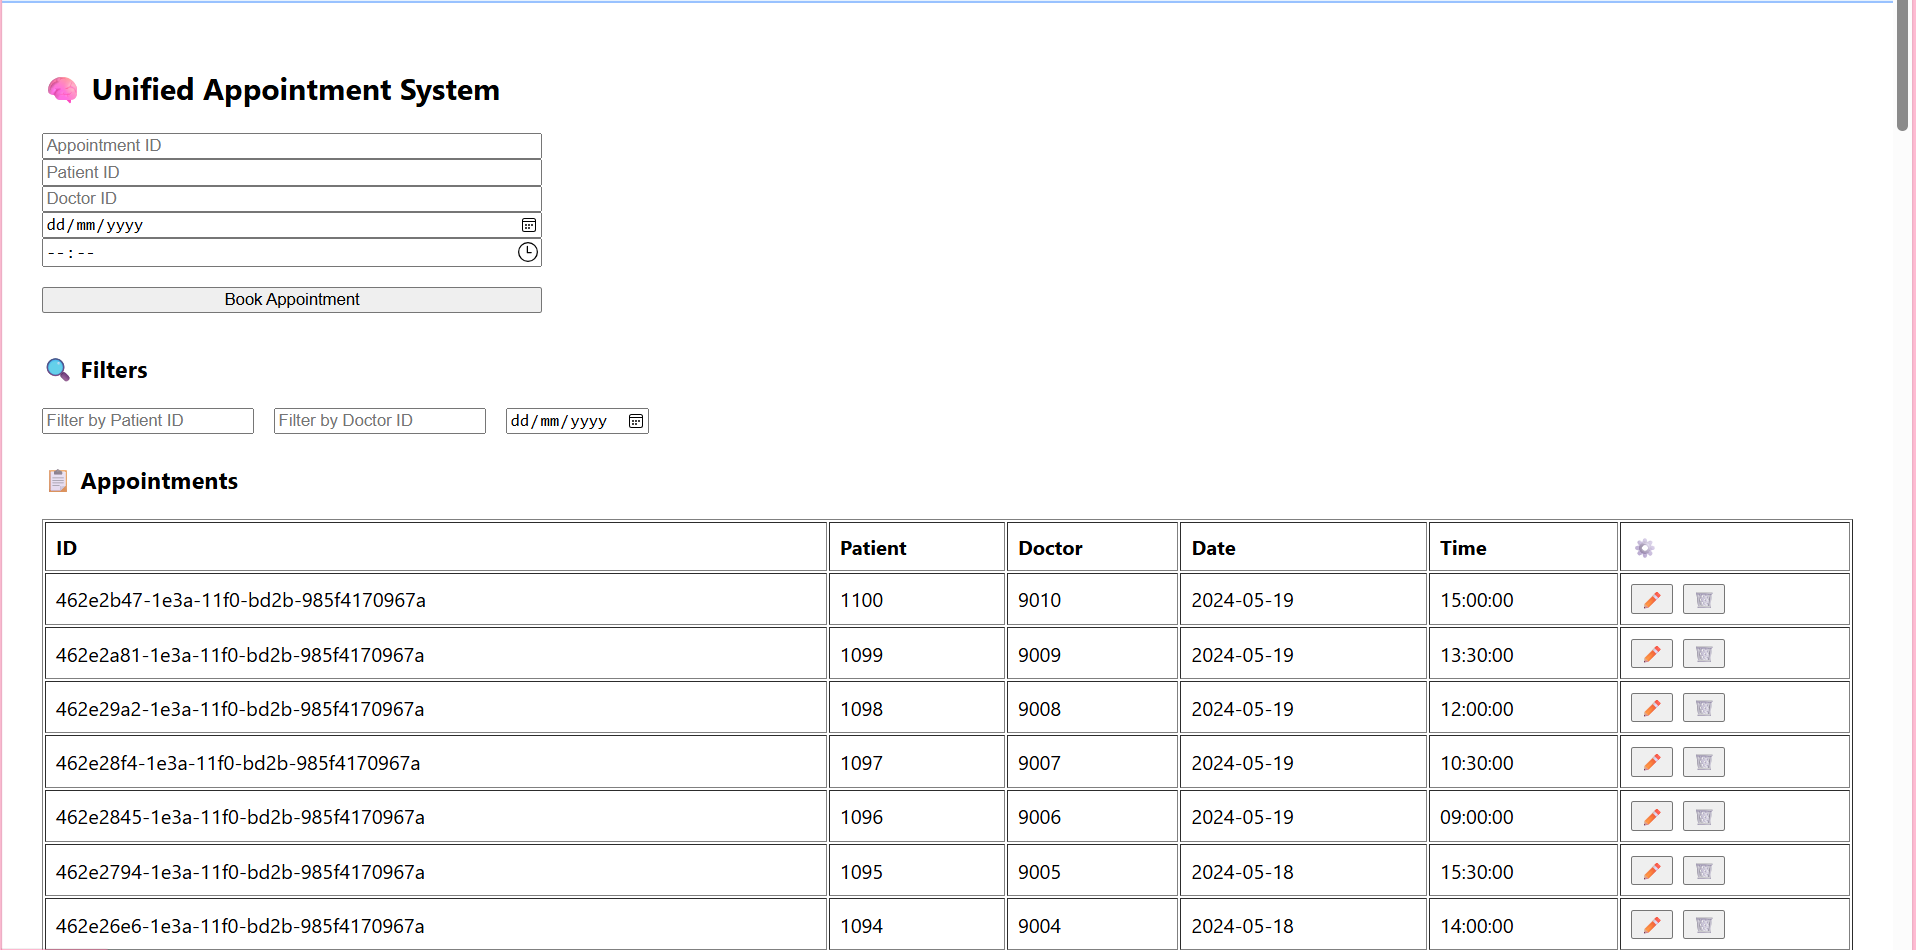 🧠 Unified Appointment System
Appointment ID
Patient ID
Doctor ID
dd/mm/yyyy
--:--
Book Appointment
🔍 Filters
Filter by Patient ID Filter by Doctor ID dd/mm/yyyy
📋 Appointments
ID Patient Doctor Date Time ⚙️
462e2b47-1e3a-11f0-bd2b-985f4170967a 1100 9010 2024-05-19 15:00:00
462e2a81-1e3a-11f0-bd2b-985f4170967a 1099 9009 2024-05-19 13:30:00
462e29a2-1e3a-11f0-bd2b-985f4170967a 1098 9008 2024-05-19 12:00:00
462e28f4-1e3a-11f0-bd2b-985f4170967a 1097 9007 2024-05-19 10:30:00
462e2845-1e3a-11f0-bd2b-985f4170967a 1096 9006 2024-05-19 09:00:00
462e2794-1e3a-11f0-bd2b-985f4170967a 1095 9005 2024-05-18 15:30:00
462e26e6-1e3a-11f0-bd2b-985f4170967a 1094 9004 2024-05-18 14:00:00